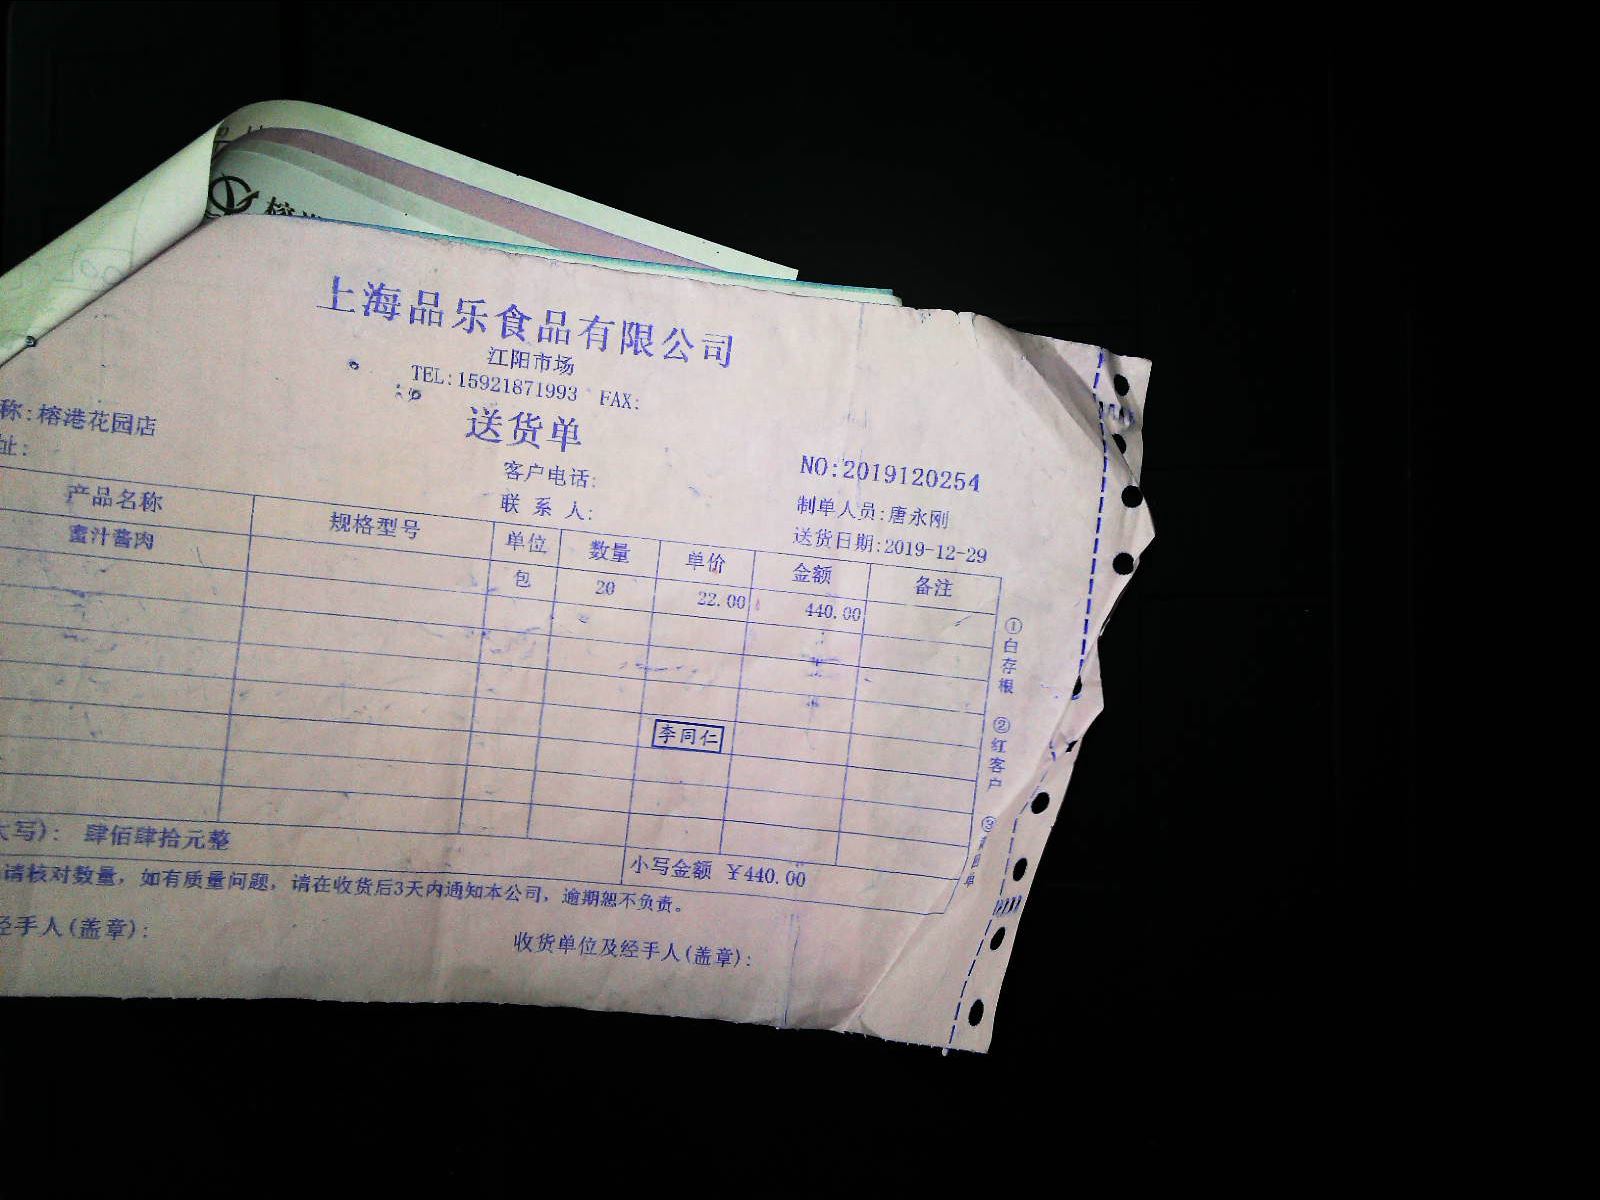 榕港
上海品乐食品有限公司
江阳市场
TEL:15921871993 FAX:
送货单
称:榕港花园店
址:
客户电话:
联 系 人:
NO:2019120254
制单人员:唐永刚
送货日期:2019-12-29
产品名称 规格型号 单位 数量 单价 金额 备注
蜜汁酱肉 包 20 22.00 440.00
李同仁
大写): 肆佰肆拾元整
小写金额 ¥440.00
请核对数量，如有质量问题，请在收货后3天内通知本公司，逾期恕不负责。
经手人(盖章):
收货单位及经手人(盖章):
①白存根 ②红客户 ③